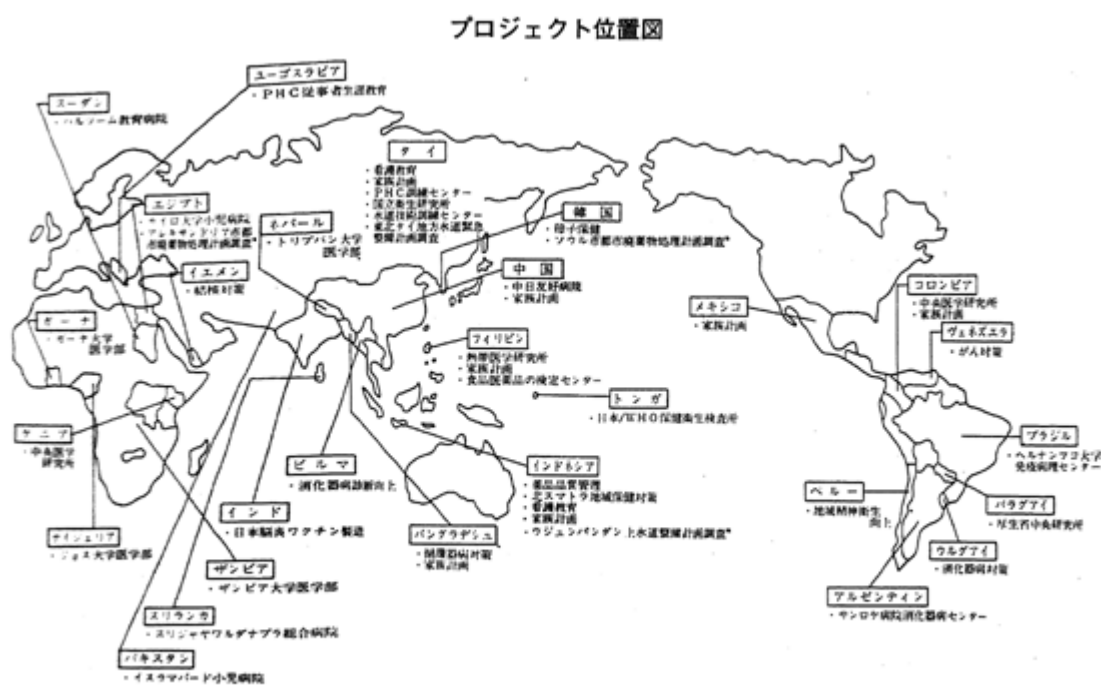 プロジェクト位置図
ユーゴスラビア
・PHC従事者生涯教育
スーダン
・ハルツーム教育病院
エジプト
・カイロ大学小児病院
・アレキサンドリア市都
市廃棄物処理計画調査*
イエメン
・結核対策
ガーナ
・ガーナ大学
医学部
ケニア
・中央医学
研究所
ナイジェリア
・ジョス大学医学部
ザンビア
・ザンビア大学医学部
スリランカ
・スリジャヤワルダナプラ総合病院
パキスタン
・イスラマバード小児病院
インド
・日本脳炎ワクチン製造
ネパール
・トリブバン大学
医学部
ビルマ
・消化器病診断向上
バングラデシュ
・循環器病対策
・家族計画
タイ
・看護教育
・家族計画
・PHC訓練センター
・国立衛生研究所
・水道技術訓練センター
・東北タイ地方水道緊急
整備計画調査
韓国
・母子保健
・ソウル市都市廃棄物処理計画調査*
中国
・中日友好病院
・家族計画
フィリピン
・熱帯医学研究所
・家族計画
・食品医薬品の検定センター
トンガ
・日本/WHO保健衛生検査所
インドネシア
・薬品品質管理
・北スマトラ地域保健対策
・看護教育
・家族計画
・ウジュンパンダン上水道整備計画調査*
メキシコ
・家族計画
コロンビア
・中央医学研究所
・家族計画
ヴェネズエラ
・がん対策
ブラジル
・ペルナンブコ大学
免疫病理センター
ペルー
・地域精神衛生
向上
パラグアイ
・厚生省中央研究所
ウルグアイ
・消化器病対策
アルゼンティン
・サンロケ病院消化器病センター